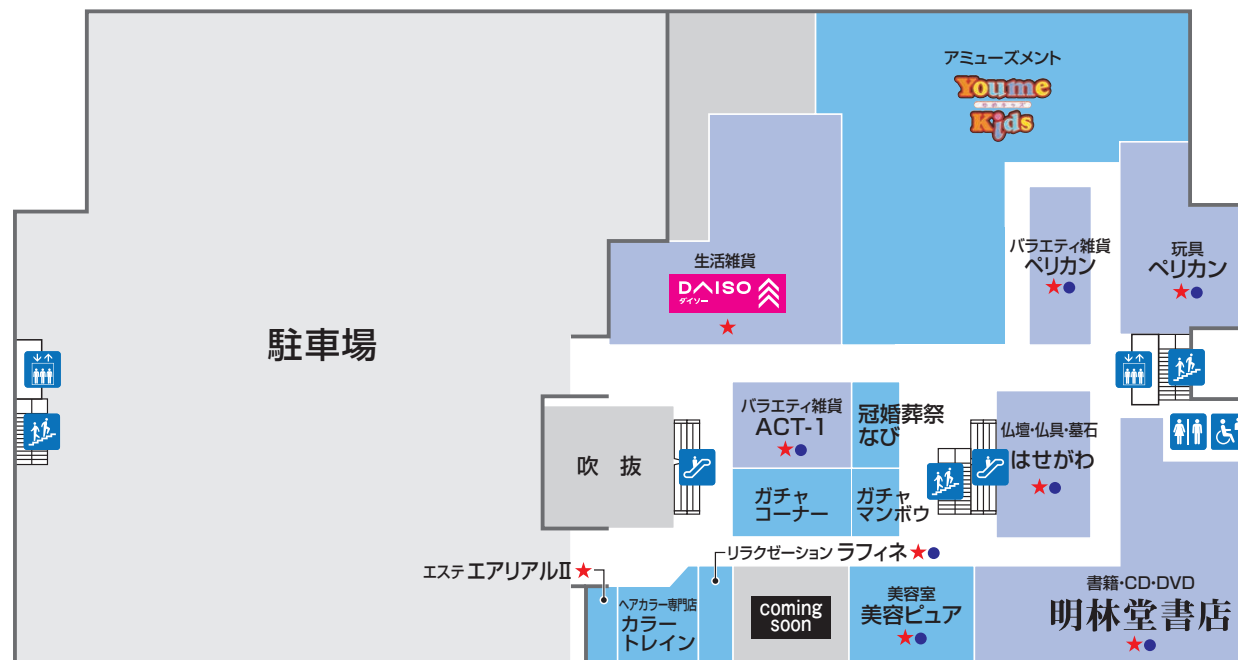 アミューズメント
Youme
ゆめキッズ
Kids
バラエティ雑貨
ペリカン
★●
玩具
ペリカン
★●
生活雑貨
DAISO
ダイソー
★
駐車場
バラエティ雑貨
ACT-1
★●
冠婚葬祭
なび
仏壇・仏具・墓石
はせがわ
★●
吹 抜
ガチャ
コーナー
ガチャ
マンボウ
リラクゼーション ラフィネ★●
エステ エアリアルⅡ★
ヘアカラー専門店
カラー
トレイン
coming
soon
美容室
美容ピュア
★●
書籍・CD・DVD
明林堂書店
★●